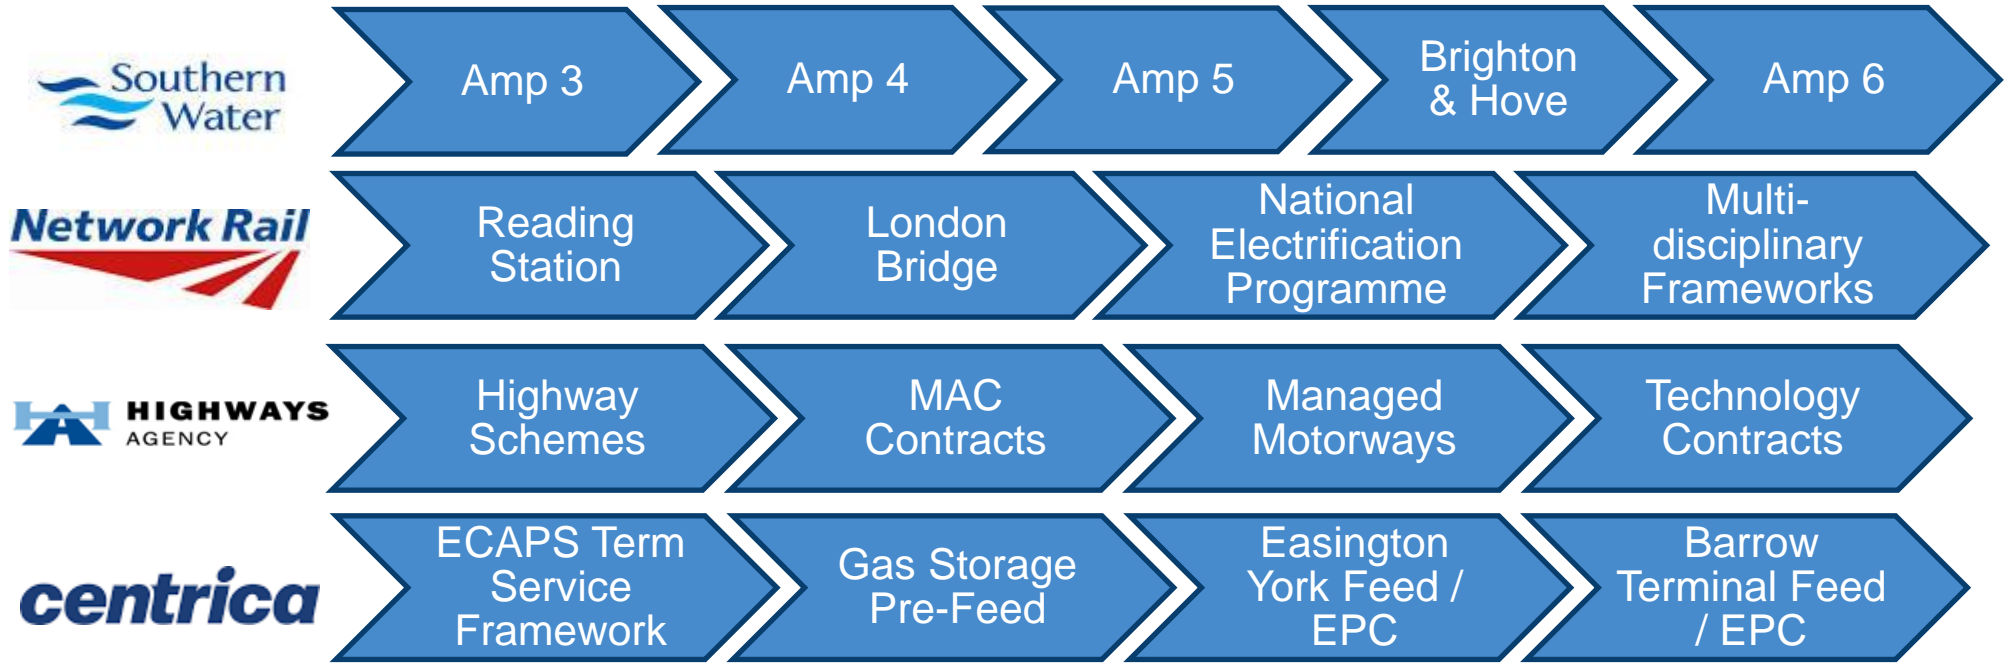 Southern
Water
Amp 3
Amp 4
Amp 5
Brighton
& Hove
Amp 6
Network Rail
Reading
Station
London
Bridge
National
Electrification
Programme
Multi-
disciplinary
Frameworks
HIGHWAYS
AGENCY
Highway
Schemes
MAC
Contracts
Managed
Motorways
Technology
Contracts
centrica
ECAPS Term
Service
Framework
Gas Storage
Pre-Feed
Easington
York Feed /
EPC
Barrow
Terminal Feed
/ EPC